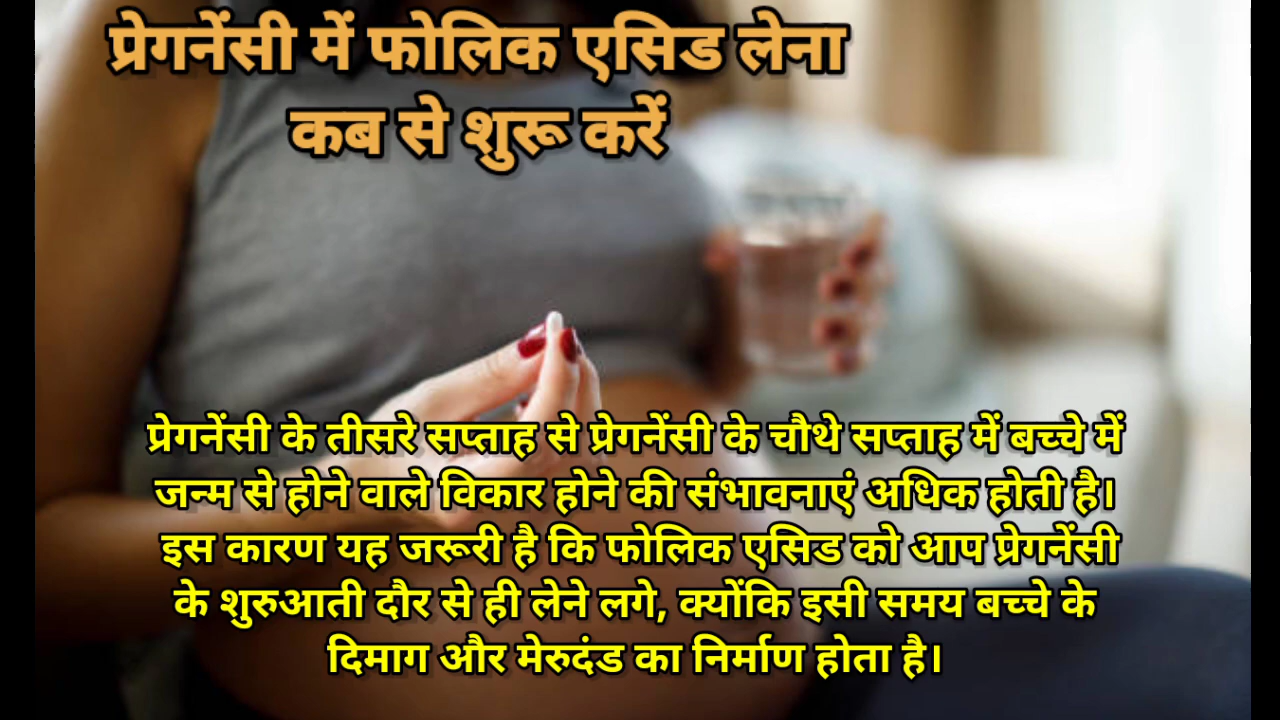 प्रेगनेंसी में फोलिक एसिड लेना
कब से शुरू करें
प्रेगनेंसी के तीसरे सप्ताह से प्रेगनेंसी के चौथे सप्ताह में बच्चे में
जन्म से होने वाले विकार होने की संभावनाएं अधिक होती है।
इस कारण यह जरूरी है कि फोलिक एसिड को आप प्रेगनेंसी
के शुरुआती दौर से ही लेने लगे, क्योंकि इसी समय बच्चे के
दिमाग और मेरुदंड का निर्माण होता है।